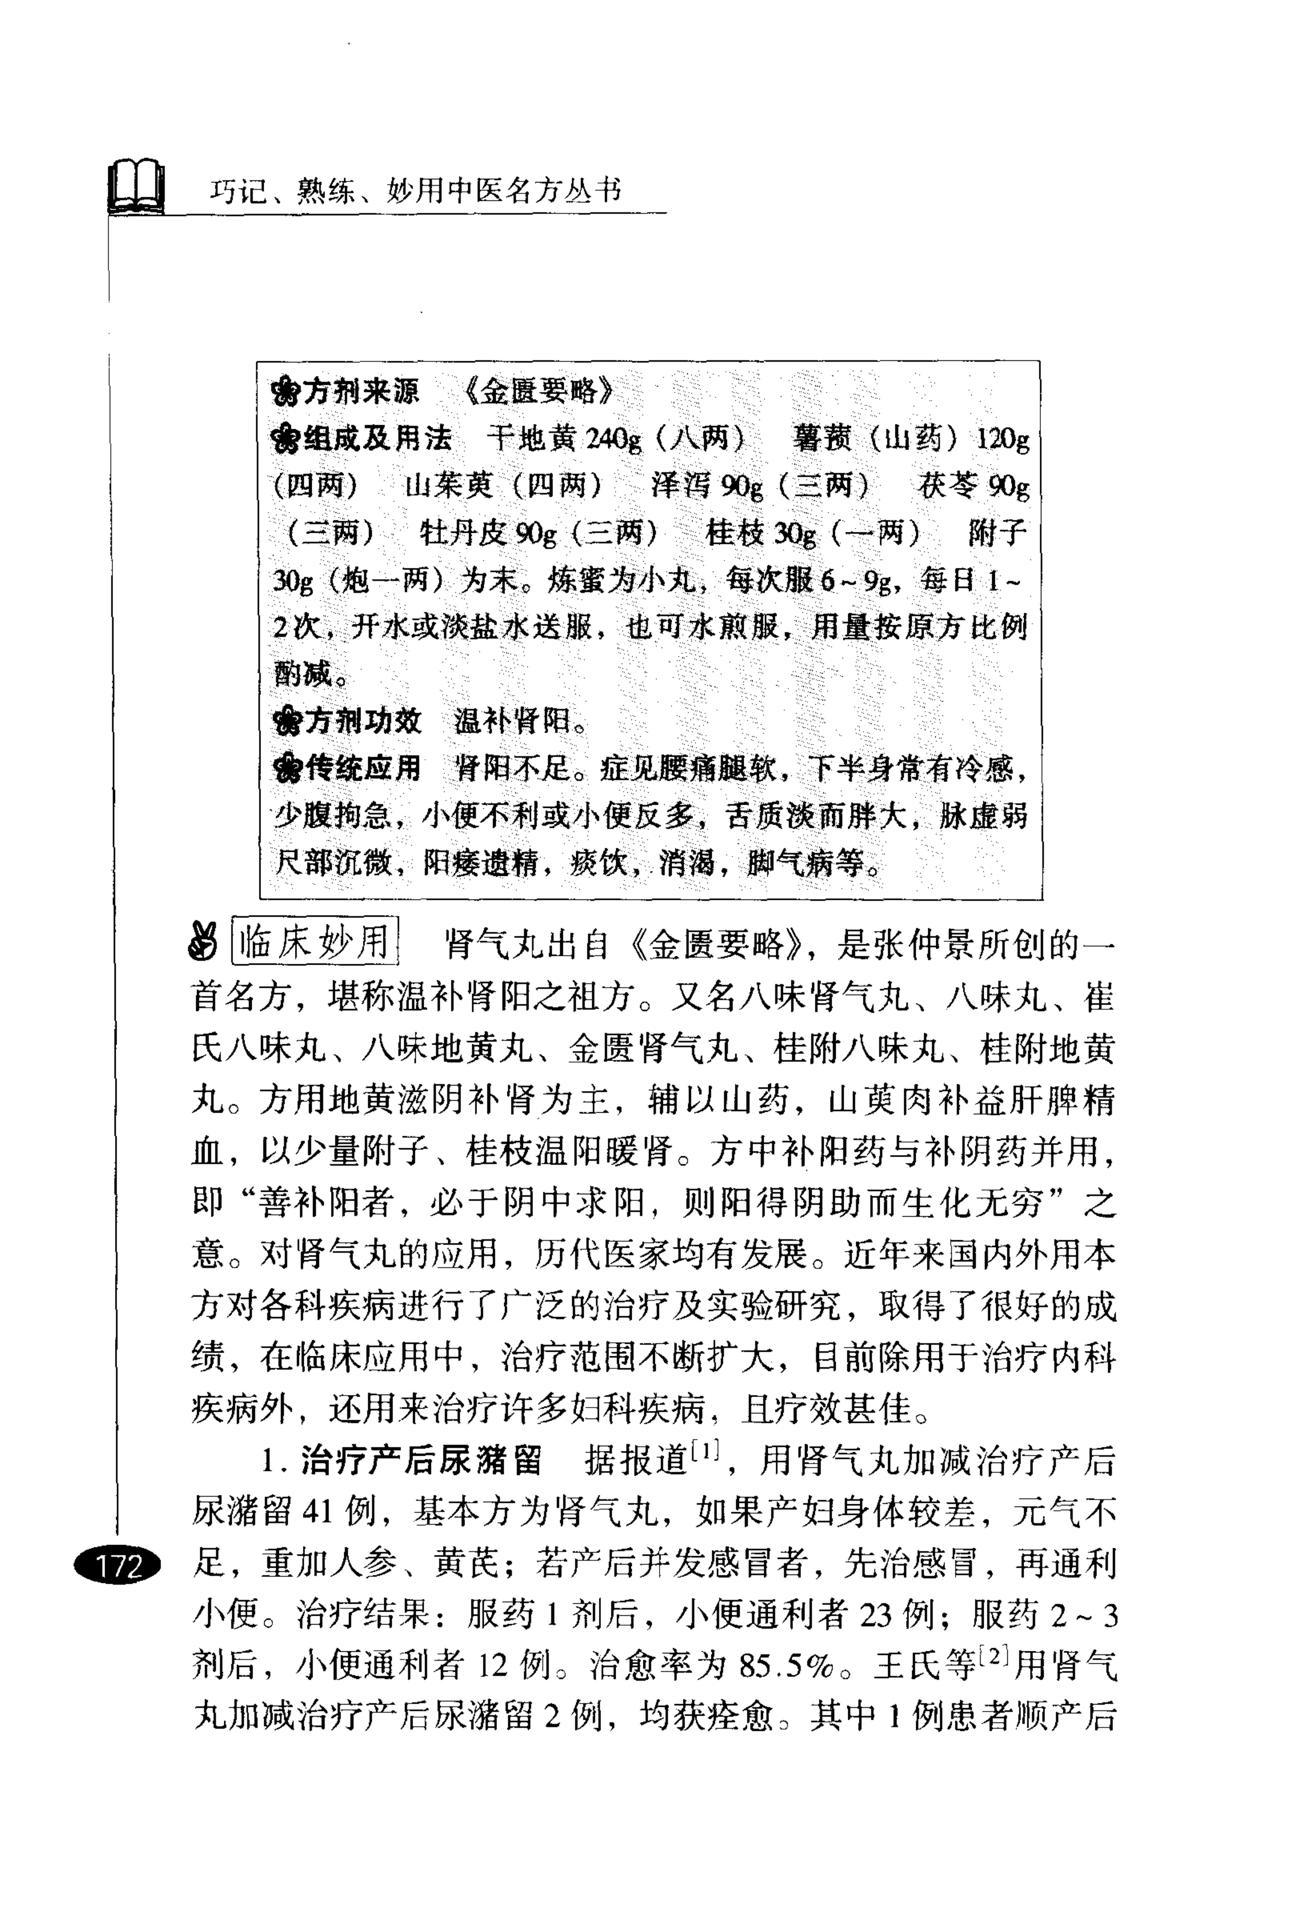 巧记、熟练、妙用中医名方丛书
方剂来源 《金匮要略》
组成及用法 干地黄240g（八两） 薯蓣（山药）120g
(四两） 山茱萸（四两） 泽泻90g（三两） 茯苓90g
（三两） 牡丹皮90g（三两） 桂枝30g（一两） 附子
30g（炮一两）为末。炼蜜为小丸，每次服6~9g，每日1~
2次，开水或淡盐水送服，也可水煎服，用量按原方比例
酌减。
方剂功效 温补肾阳。
传统应用 肾阳不足。症见腰痛腿软，下半身常有冷感，
少腹拘急，小便不利或小便反多，舌质淡而胖大，脉虚弱
尺部沉微，阳痿遗精，痰饮，消渴，脚气病等。
临床妙用 肾气丸出自《金匮要略》，是张仲景所创的一
首名方，堪称温补肾阳之祖方。又名八味肾气丸、八味丸、崔
氏八味丸、八味地黄丸、金匮肾气丸、桂附八味丸、桂附地黄
丸。方用地黄滋阴补肾为主，辅以山药，山萸肉补益肝脾精
血，以少量附子、桂枝温阳暖肾。方中补阳药与补阴药并用，
即“善补阳者，必于阴中求阳，则阳得阴助而生化无穷”之
意。对肾气丸的应用，历代医家均有发展。近年来国内外用本
方对各科疾病进行了广泛的治疗及实验研究，取得了很好的成
绩，在临床应用中，治疗范围不断扩大，目前除用于治疗内科
疾病外，还用来治疗许多妇科疾病，且疗效甚佳。
1. 治疗产后尿潴留 据报道[1]，用肾气丸加减治疗产后
尿潴留41例，基本方为肾气丸，如果产妇身体较差，元气不
足，重加人参、黄芪；若产后并发感冒者，先治感冒，再通利
小便。治疗结果：服药1剂后，小便通利者23例；服药2~3
剂后，小便通利者12例。治愈率为85.5%。王氏等[2]用肾气
丸加减治疗产后尿潴留2例，均获痊愈。其中1例患者顺产后
172